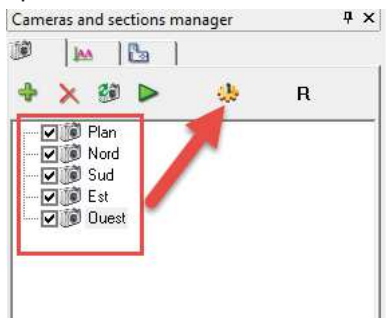 Cameras and sections manager
R
Plan
Nord
Sud
Est
Ouest